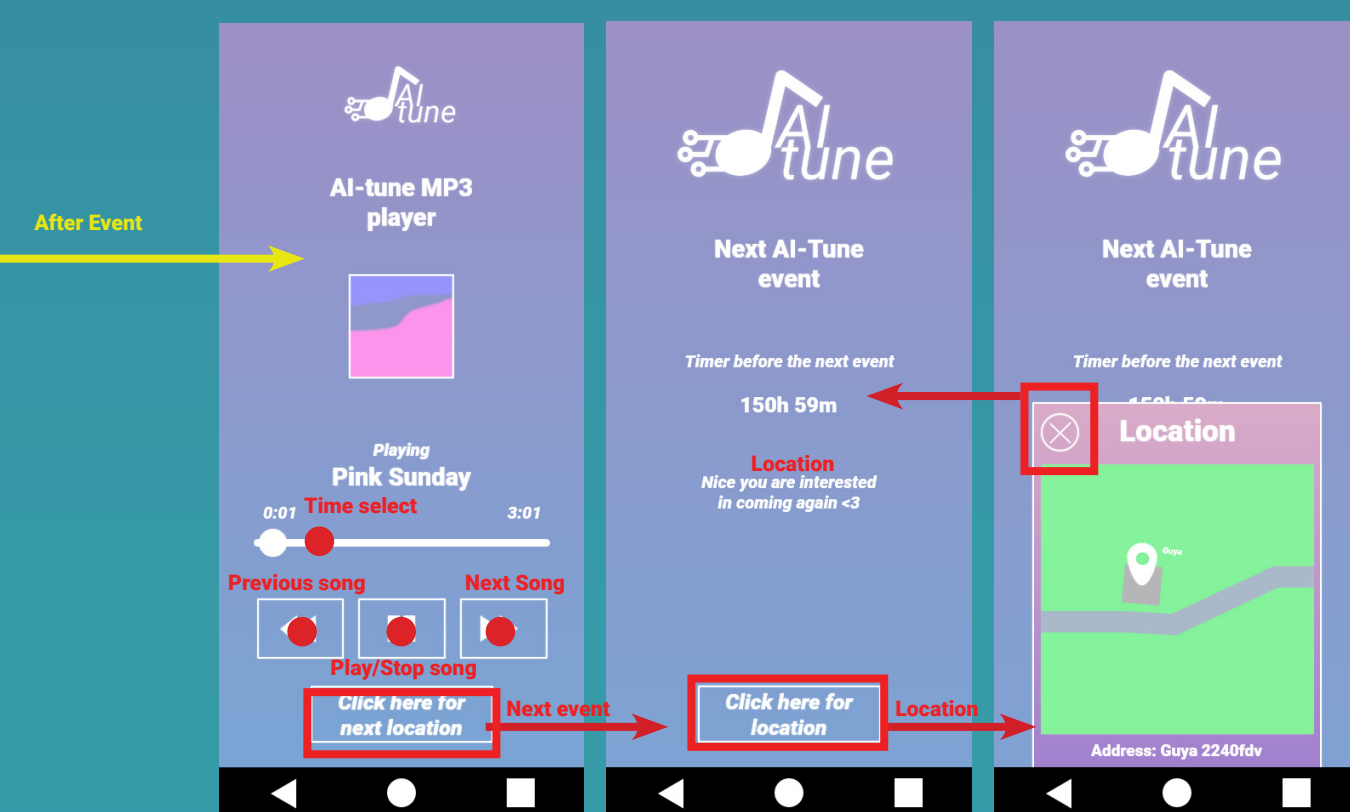 After Event
AI
tune
AI-tune MP3
player
Playing
Pink Sunday
Time select
0:01
3:01
Previous song
Next Song
Play/Stop song
Click here for
next location
Next event
AI
tune
Next AI-Tune
event
Timer before the next event
150h 59m
Location
Nice you are interested
in coming again <3
Click here for
location
Location
AI
tune
Next AI-Tune
event
Timer before the next event
150h 59m
Location
Guya
Address: Guya 2240fdv